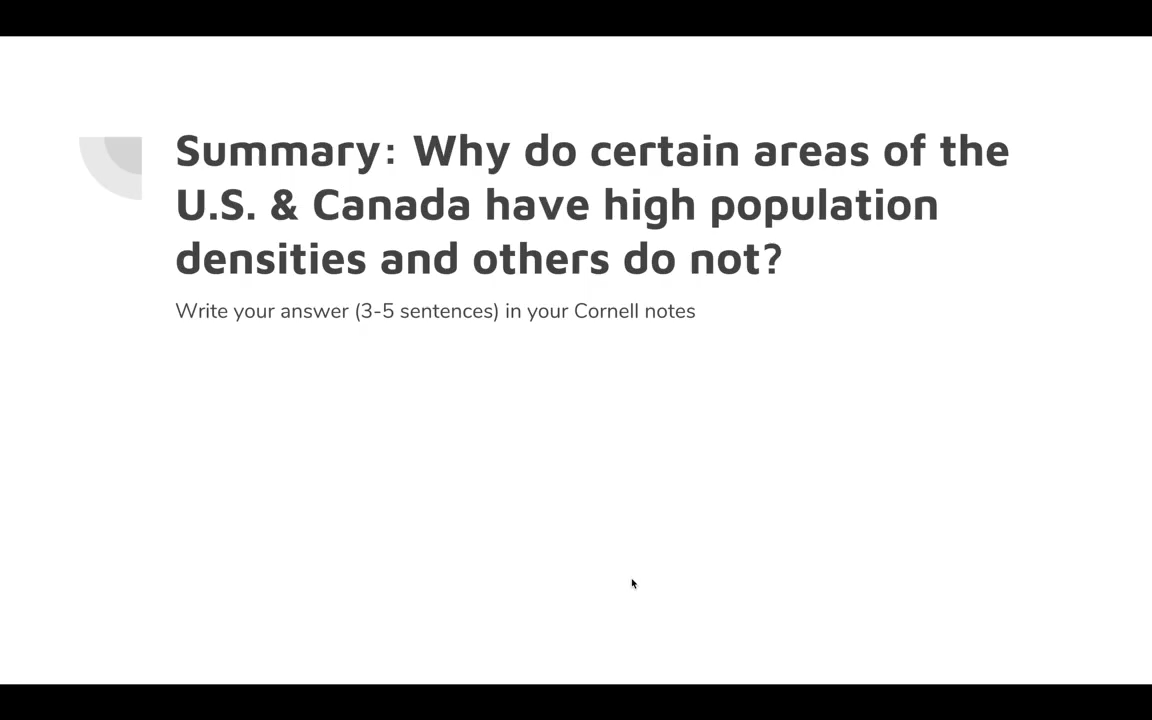 Summary: Why do certain areas of the
U.S. & Canada have high population
densities and others do not?
Write your answer (3-5 sentences) in your Cornell notes